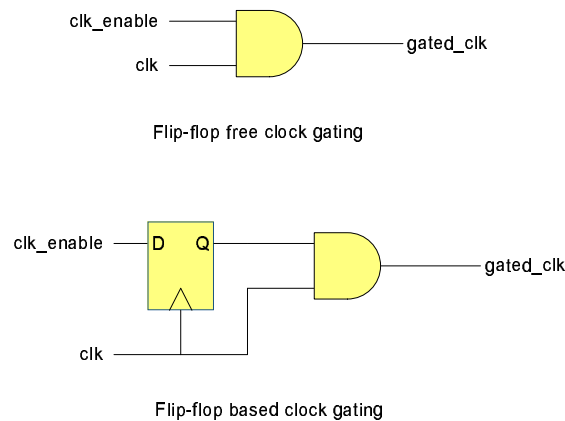 clk_enable
clk
gated_clk
Flip-flop free clock gating
clk_enable
D
Q
gated_clk
clk
Flip-flop based clock gating